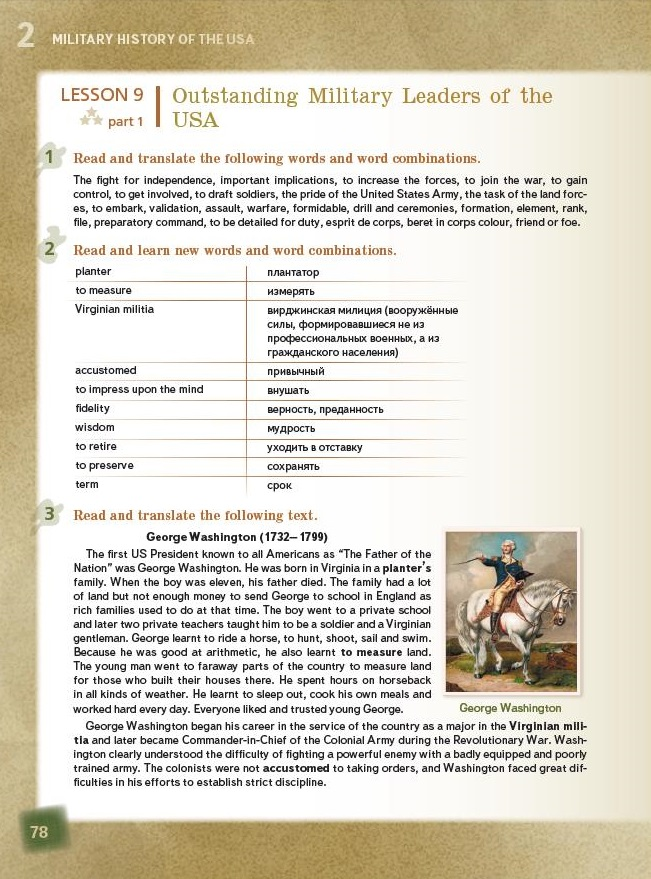 2 MILITARY HISTORY OF THE USA
LESSON 9
part 1
Outstanding Military Leaders of the
USA
1 Read and translate the following words and word combinations.
The fight for independence, important implications, to increase the forces, to join the war, to gain
control, to get involved, to draft soldiers, the pride of the United States Army, the task of the land forc-
es, to embark, validation, assault, warfare, formidable, drill and ceremonies, formation, element, rank,
file, preparatory command, to be detailed for duty, esprit de corps, beret in corps colour, friend or foe.
2 Read and learn new words and word combinations.
planter плантатор
to measure измерять
Virginian militia вирджинская милиция (вооружённые
силы, формировавшиеся не из
профессиональных военных, а из
гражданского населения)
accustomed привычный
to impress upon the mind внушать
fidelity верность, преданность
wisdom мудрость
to retire уходить в отставку
to preserve сохранять
term срок
3 Read and translate the following text.
George Washington (1732–1799)
The first US President known to all Americans as “The Father of the
Nation” was George Washington. He was born in Virginia in a planter’s
family. When the boy was eleven, his father died. The family had a lot
of land but not enough money to send George to school in England as
rich families used to do at that time. The boy went to a private school
and later two private teachers taught him to be a soldier and a Virginian
gentleman. George learnt to ride a horse, to hunt, shoot, sail and swim.
Because he was good at arithmetic, he also learnt to measure land.
The young man went to faraway parts of the country to measure land
for those who built their houses there. He spent hours on horseback
in all kinds of weather. He learnt to sleep out, cook his own meals and
worked hard every day. Everyone liked and trusted young George.
George Washington
George Washington began his career in the service of the country as a major in the Virginian mili-
tia and later became Commander-in-Chief of the Colonial Army during the Revolutionary War. Wash-
ington clearly understood the difficulty of fighting a powerful enemy with a badly equipped and poorly
trained army. The colonists were not accustomed to taking orders, and Washington faced great dif-
ficulties in his efforts to establish strict discipline.
78